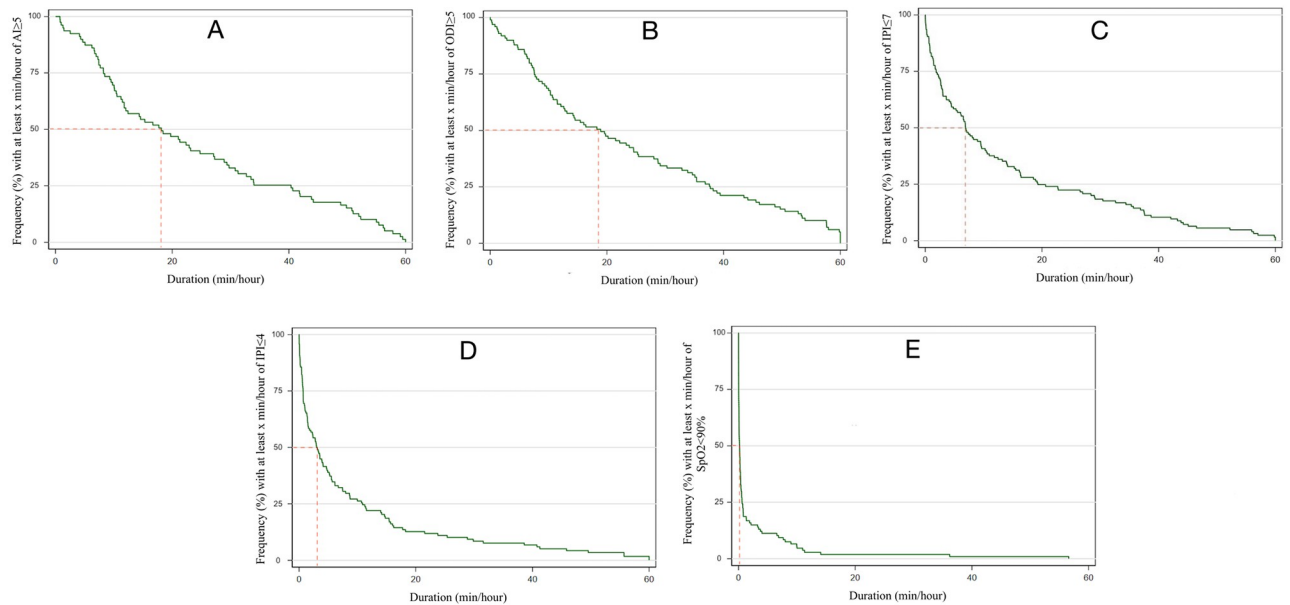 A
Frequency (%) with at least x min/hour of AI≥5
100
75
50
25
0
0 20 40 60
Duration (min/hour)
B
Frequency (%) with at least x min/hour of ODI≥5
100
75
50
25
0
0 20 40 60
Duration (min/hour)
C
Frequency (%) with at least x min/hour of IPI≤7
100
75
50
25
0
0 20 40 60
Duration (min/hour)
D
Frequency (%) with at least x min/hour of IPI≤4
100
75
50
25
0
0 20 40 60
Duration (min/hour)
E
Frequency (%) with at least x min/hour of
SpO2<90%
100
75
50
25
0
0 20 40 60
Duration (min/hour)